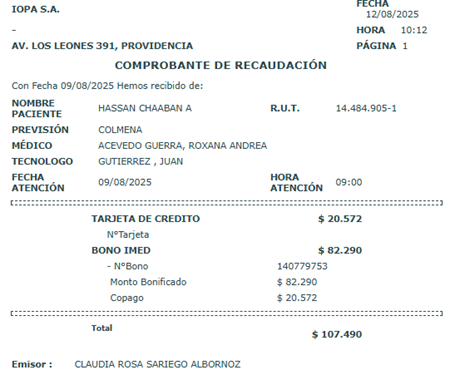 IOPA S.A.
FECHA
12/08/2025
-
HORA 10:12
AV. LOS LEONES 391, PROVIDENCIA
PÁGINA 1
COMPROBANTE DE RECAUDACIÓN
Con Fecha 09/08/2025 Hemos recibido de:
NOMBRE PACIENTE HASSAN CHAABAN A R.U.T. 14.484.905-1
PREVISIÓN COLMENA
MÉDICO ACEVEDO GUERRA, ROXANA ANDREA
TECNOLOGO GUTIERREZ , JUAN
FECHA ATENCIÓN 09/08/2025 HORA ATENCIÓN 09:00
TARJETA DE CREDITO $ 20.572
N°Tarjeta
BONO IMED $ 82.290
- N°Bono 140779753
Monto Bonificado $ 82.290
Copago $ 20.572
Total $ 107.490
Emisor : CLAUDIA ROSA SARIEGO ALBORNOZ